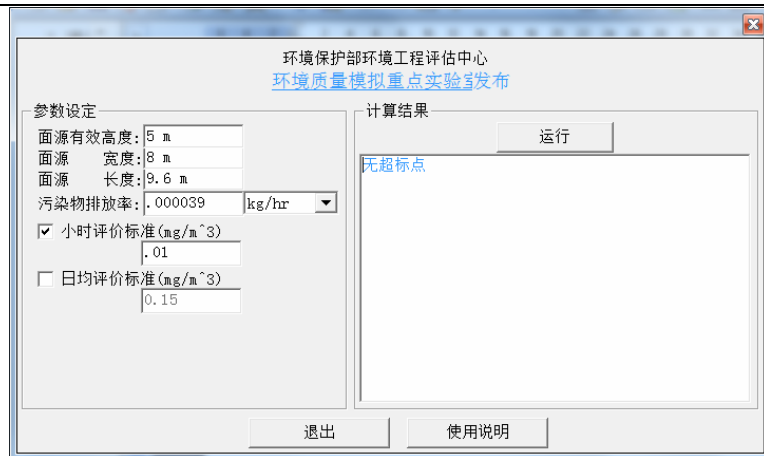 环境保护部环境工程评估中心
环境质量模拟重点实验室发布
参数设定
面源有效高度: 5 m
面源 宽度: 8 m
面源 长度: 9.6 m
污染物排放率: .000039 kg/hr
小时评价标准(mg/m^3)
.01
日均评价标准(mg/m^3)
0.15
计算结果
运行
无超标点
退出 使用说明